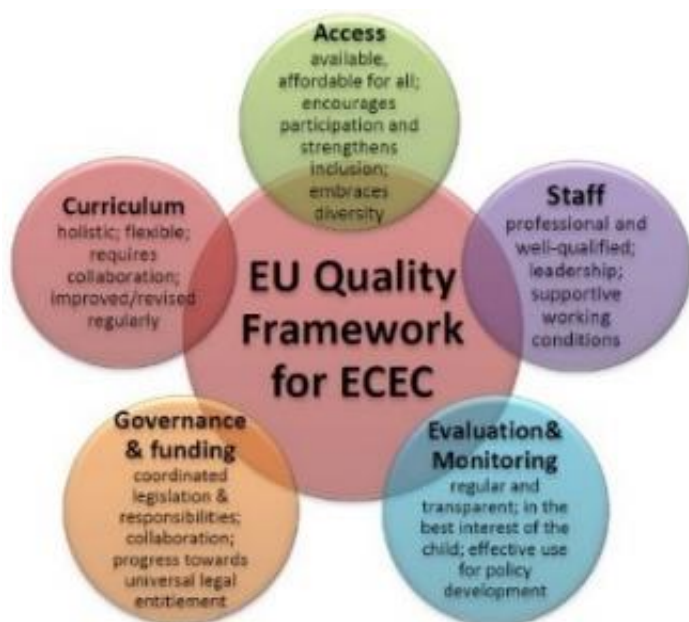 Access
available,
affordable for all;
encourages
participation and
strengthens
inclusion;
embraces
diversity
Staff
professional and
well-qualified;
leadership;
supportive
working
conditions
Evaluation&
Monitoring
regular and
transparent; in the
best interest of the
child; effective use
for policy
development
Governance
& funding
coordinated
legislation &
responsibilities;
collaboration;
progress towards
universal legal
entitlement
Curriculum
holistic; flexible;
requires
collaboration;
improved/revised
regularly
EU Quality
Framework
for ECEC